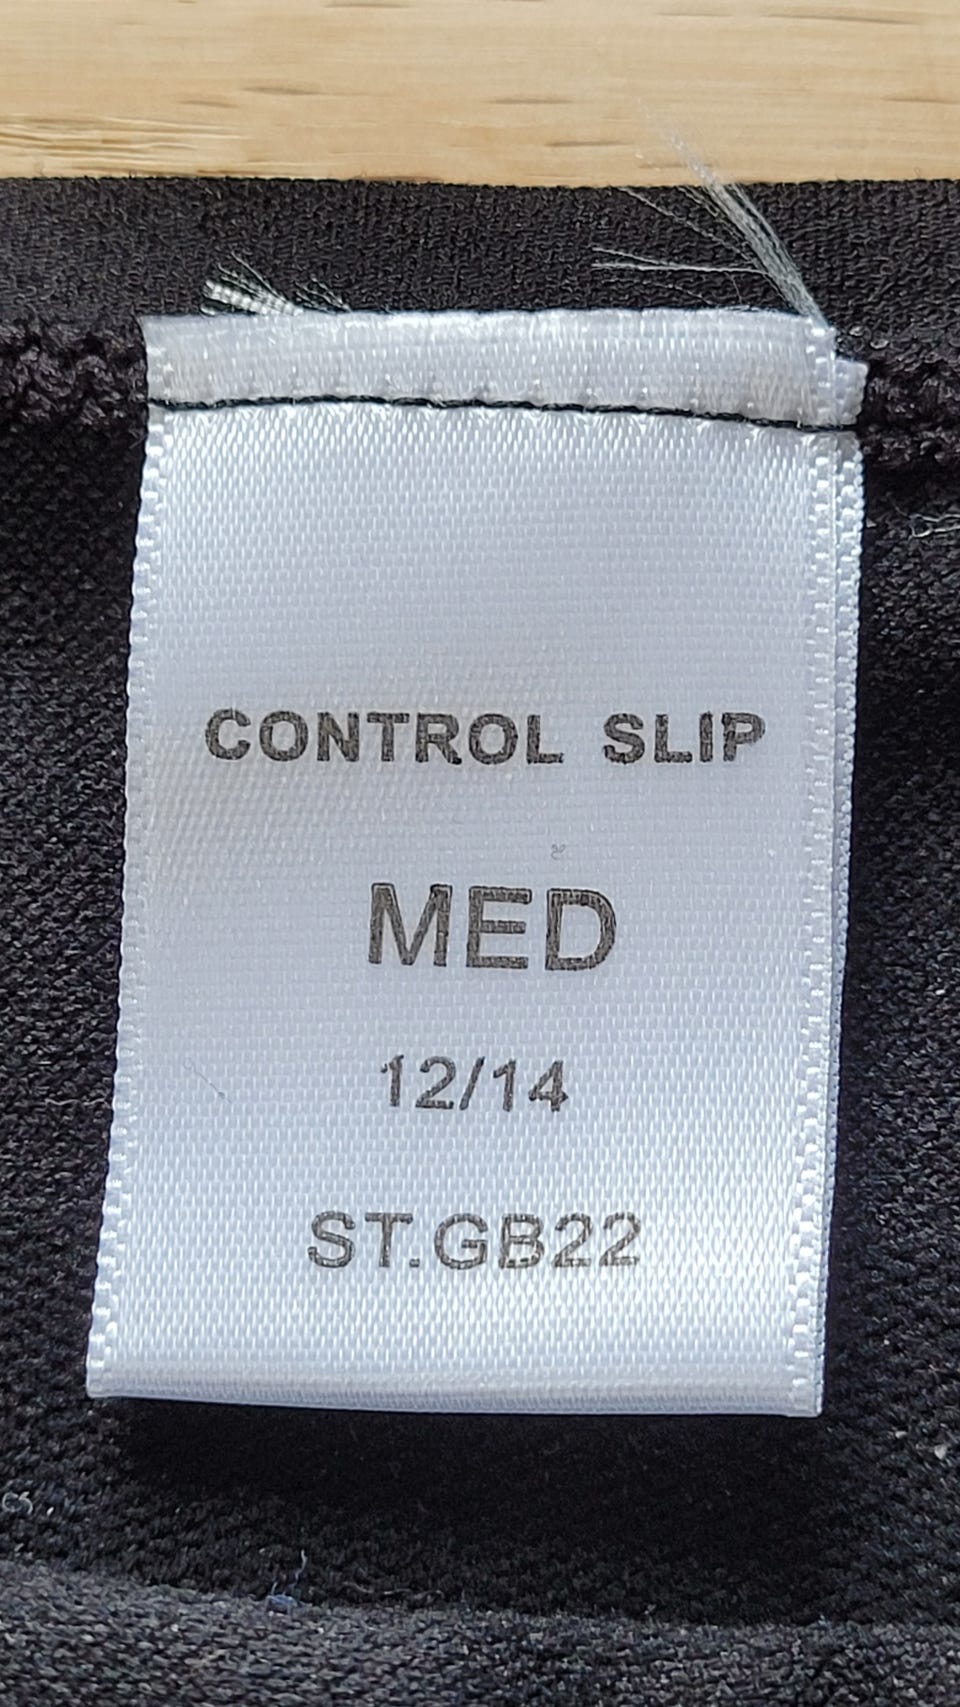 CONTROL SLIP
MED
12/14
ST.GB22